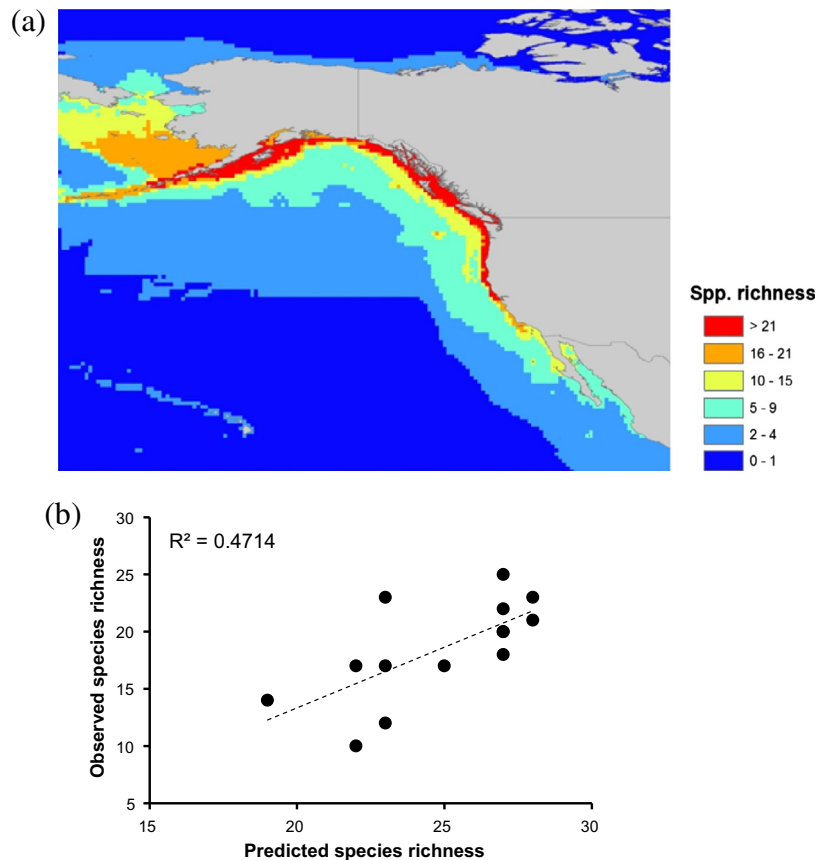 (a)
Spp. richness
> 21
16 - 21
10 - 15
5 - 9
2 - 4
0 - 1
(b)
R² = 0.4714
Observed species richness
30
25
20
15
10
5
15
20
25
30
Predicted species richness